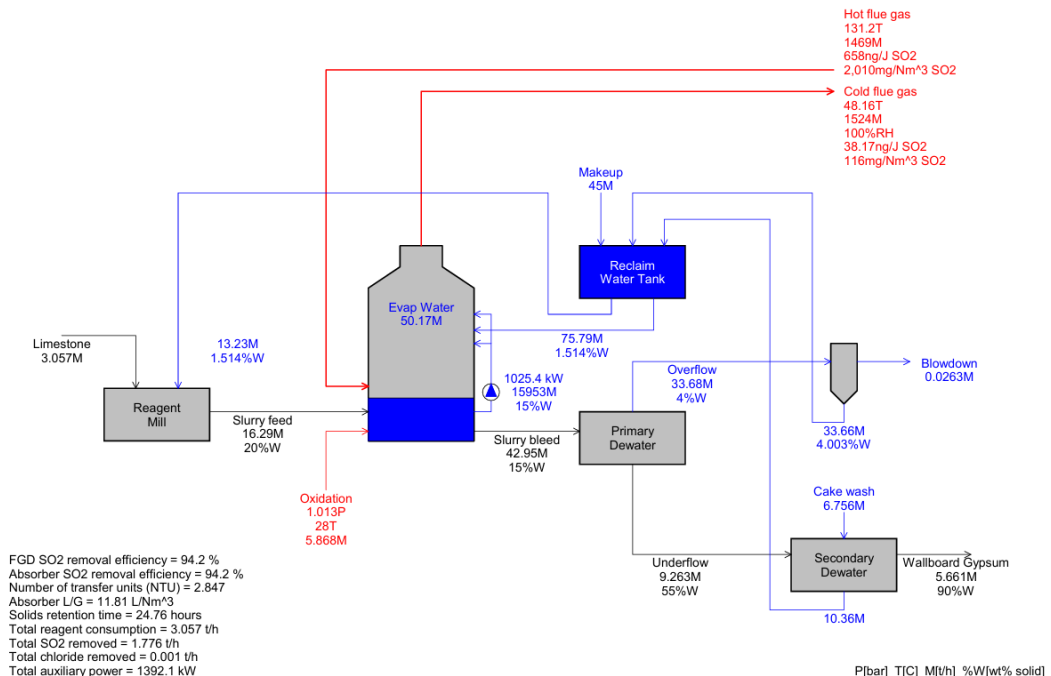 Hot flue gas
131.2T
1469M
658ng/J SO2
2,010mg/Nm^3 SO2
Cold flue gas
48.16T
1524M
100%RH
38.17ng/J SO2
116mg/Nm^3 SO2
Makeup
45M
Reclaim
Water Tank
Evap Water
50.17M
Limestone
3.057M
13.23M
1.514%W
75.79M
1.514%W
Overflow
33.68M
4%W
Blowdown
0.0263M
1025.4 kW
15953M
15%W
Reagent
Mill
Slurry feed
16.29M
20%W
Slurry bleed
42.95M
15%W
Primary
Dewater
33.66M
4.003%W
Oxidation
1.013P
28T
5.868M
Cake wash
6.756M
Underflow
9.263M
55%W
Secondary
Dewater
Wallboard Gypsum
5.661M
90%W
10.36M
FGD SO2 removal efficiency = 94.2 %
Absorber SO2 removal efficiency = 94.2 %
Number of transfer units (NTU) = 2.847
Absorber L/G = 11.81 L/Nm^3
Solids retention time = 24.76 hours
Total reagent consumption = 3.057 t/h
Total SO2 removed = 1.776 t/h
Total chloride removed = 0.001 t/h
Total auxiliary power = 1392.1 kW
P[bar] T[C] M[t/h] %W[wt% solid]